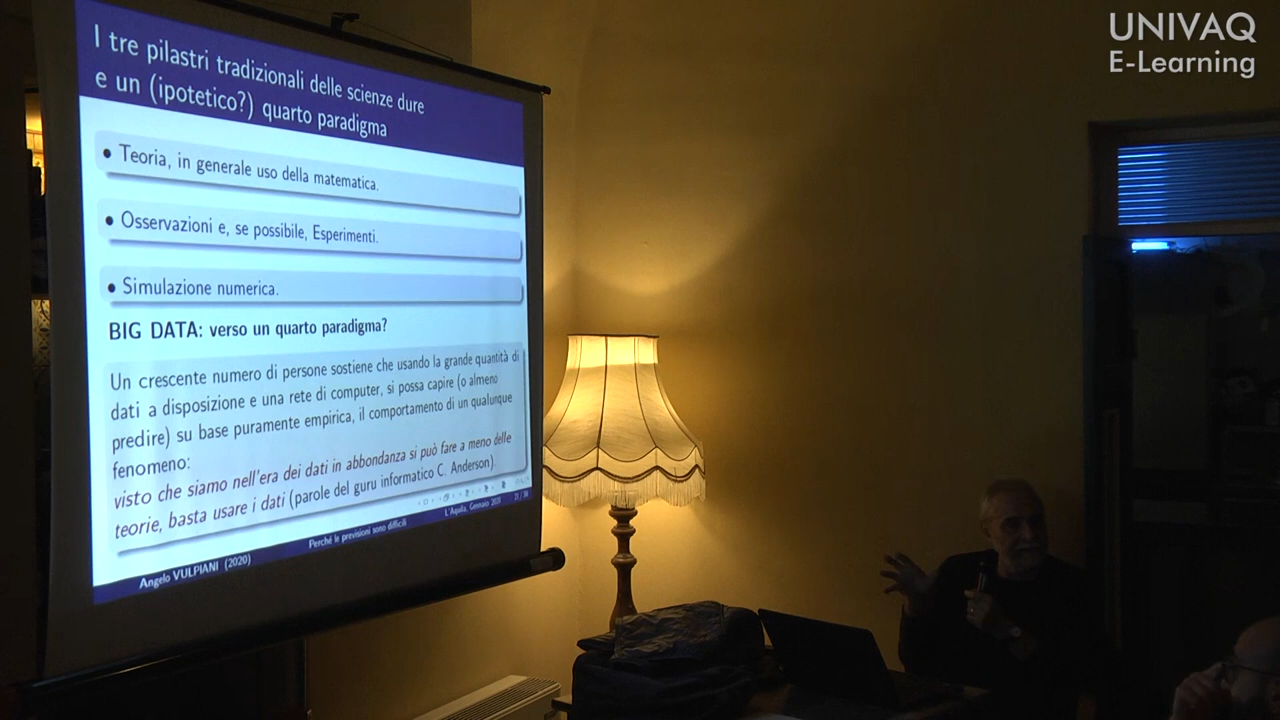 UNIVAQ
E-Learning
I tre pilastri tradizionali delle scienze dure
e un (ipotetico?) quarto paradigma
• Teoria, in generale uso della matematica.
• Osservazioni e, se possibile, Esperimenti.
• Simulazione numerica.
BIG DATA: verso un quarto paradigma?
Un crescente numero di persone sostiene che usando la grande quantità di
dati a disposizione e una rete di computer, si possa capire (o almeno
predire) su base puramente empirica, il comportamento di un qualunque
fenomeno:
visto che siamo nell'era dei dati in abbondanza si può fare a meno delle
teorie, basta usare i dati (parole del guru informatico C. Anderson).
Angelo VULPIANI (2020)
Perché le previsioni sono difficili
L'Aquila, Gennaio 2020